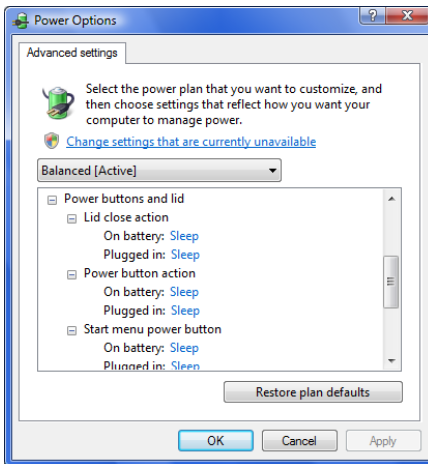 Power Options
Advanced settings
Select the power plan that you want to customize, and
then choose settings that reflect how you want your
computer to manage power.
Change settings that are currently unavailable
Balanced [Active]
Power buttons and lid
Lid close action
On battery: Sleep
Plugged in: Sleep
Power button action
On battery: Sleep
Plugged in: Sleep
Start menu power button
On battery: Sleep
Plugged in: Sleep
Restore plan defaults
OK Cancel Apply